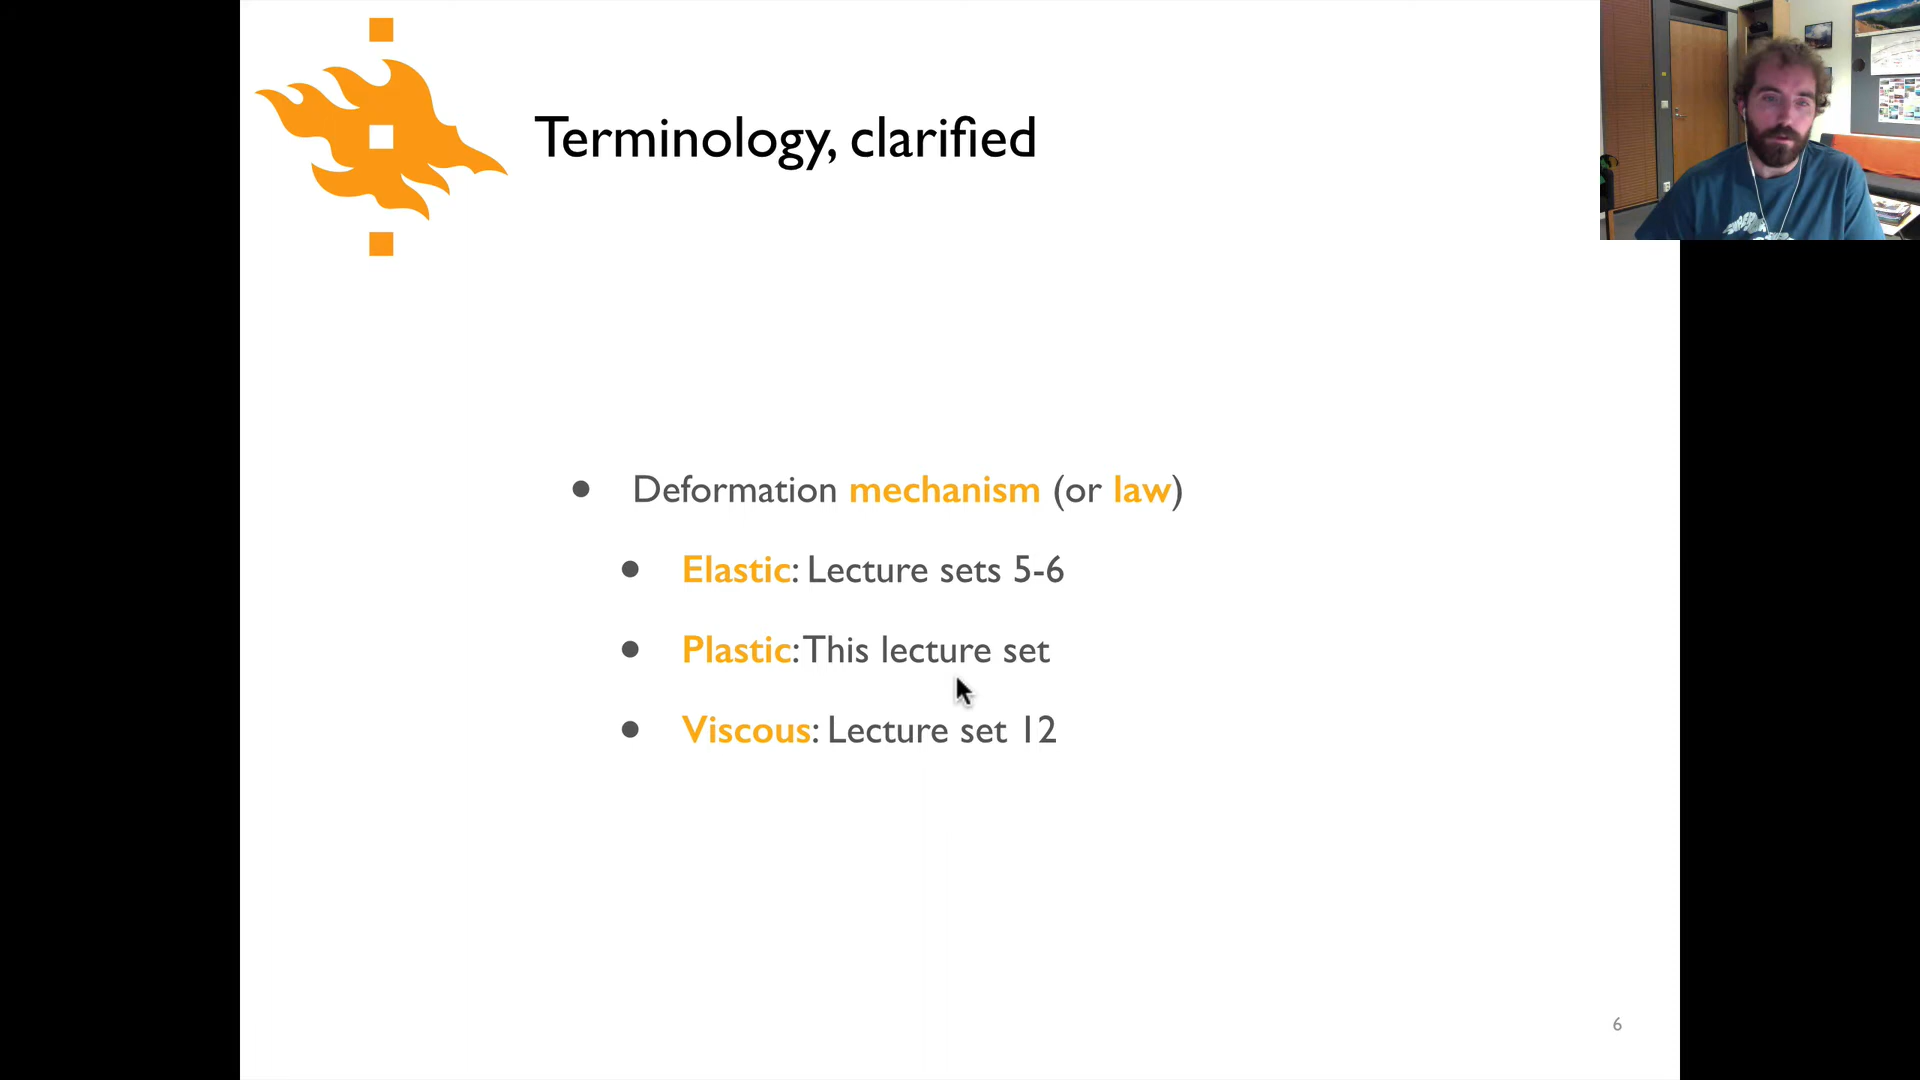 Terminology, clarified
● Deformation mechanism (or law)
● Elastic: Lecture sets 5-6
● Plastic: This lecture set
● Viscous: Lecture set 12
6